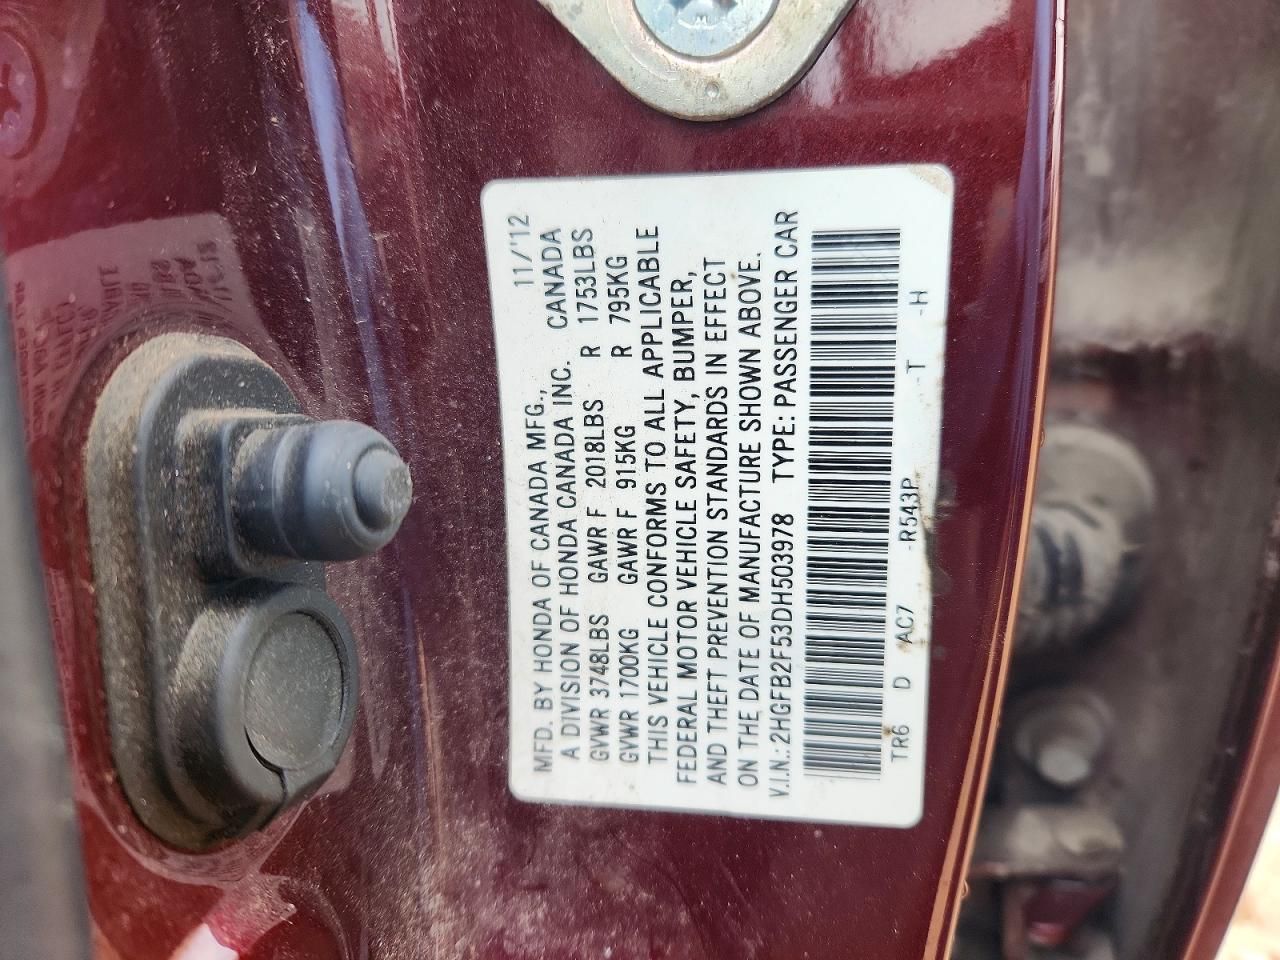 MFD. BY HONDA OF CANADA MFG., 11/'12
A DIVISION OF HONDA CANADA INC. CANADA
GVWR 3748LBS GAWR F 2018LBS R 1753LBS
GVWR 1700KG GAWR F 915KG R 795KG
THIS VEHICLE CONFORMS TO ALL APPLICABLE
FEDERAL MOTOR VEHICLE SAFETY, BUMPER,
AND THEFT PREVENTION STANDARDS IN EFFECT
ON THE DATE OF MANUFACTURE SHOWN ABOVE.
V.I.N.: 2HGFB2F53DH503978 TYPE: PASSENGER CAR
TR6 D AC7 -R543P -T -H